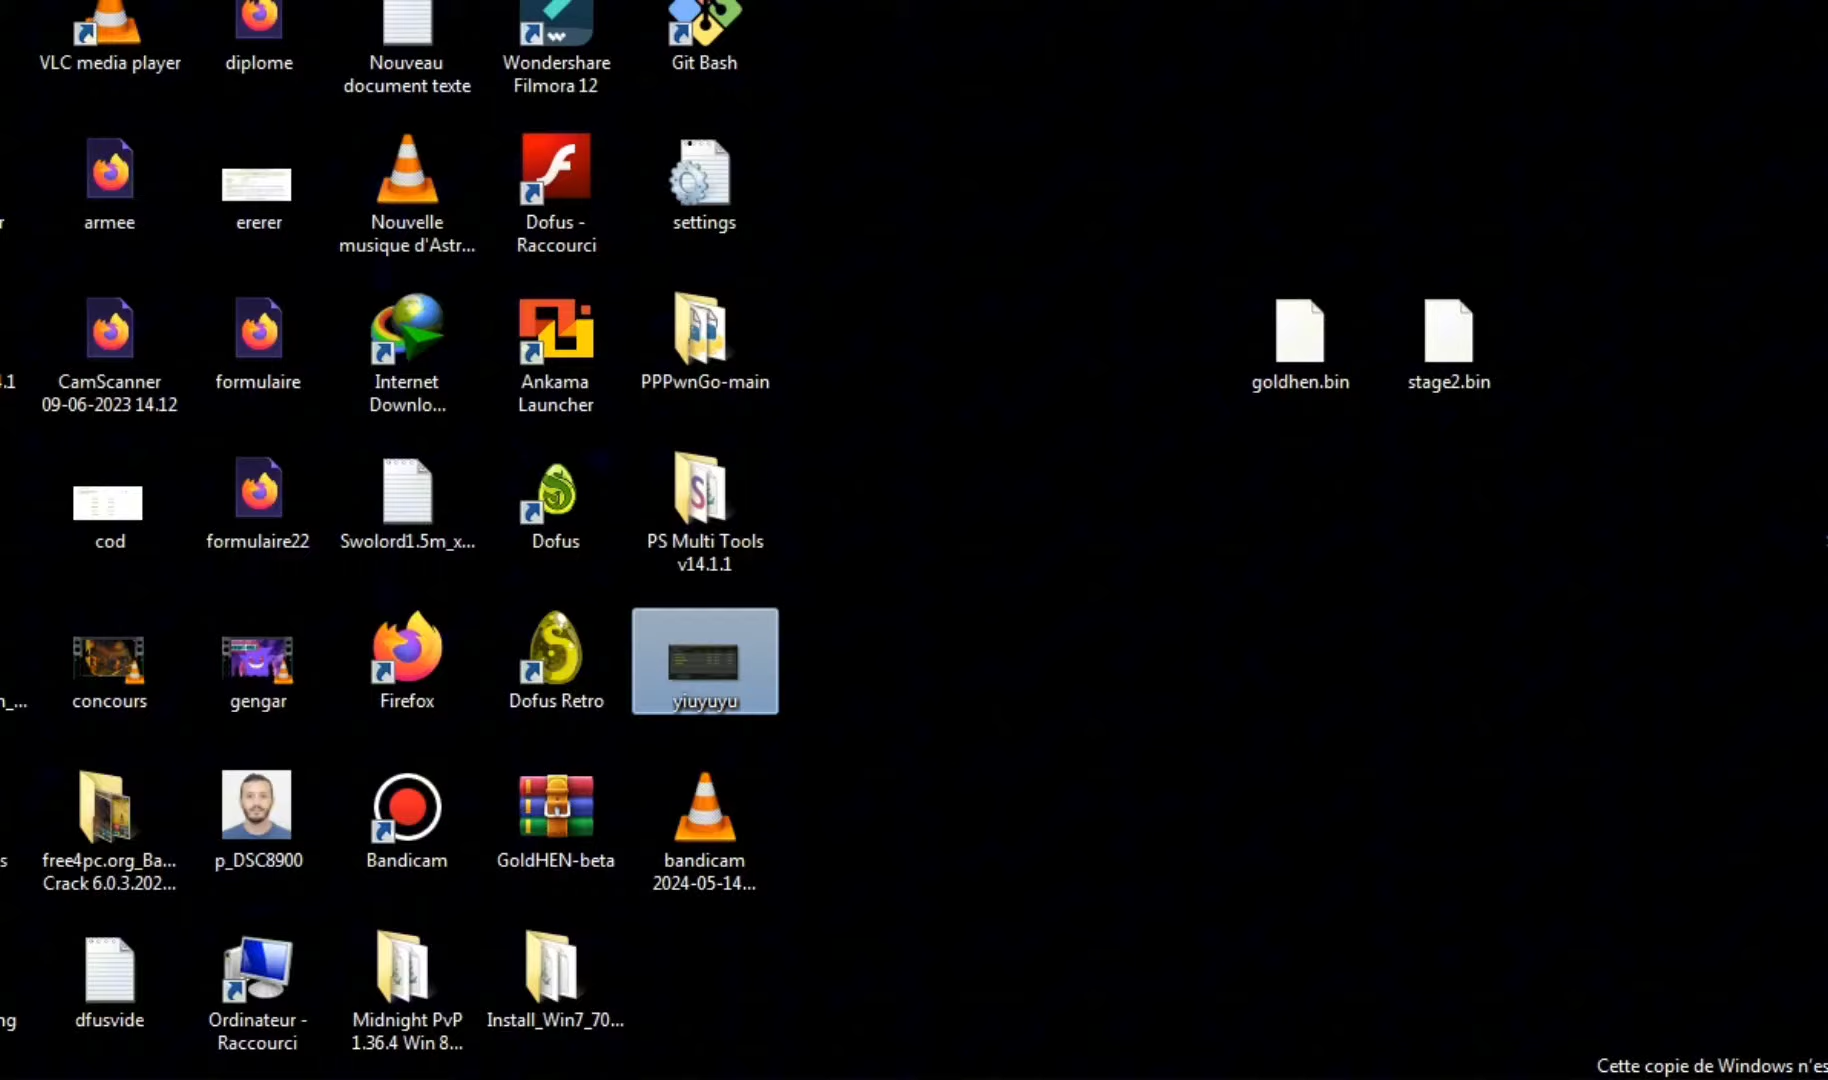 VLC media player
diplome
Nouveau
document texte
Wondershare
Filmora 12
Git Bash
r
armee
ererer
Nouvelle
musique d'Astr...
Dofus -
Raccourci
settings
.1
CamScanner
09-06-2023 14.12
formulaire
Internet
Downlo...
Ankama
Launcher
PPPwnGo-main
goldhen.bin
stage2.bin
cod
formulaire22
Swolord1.5m_x...
Dofus
PS Multi Tools
v14.1.1
n_...
concours
gengar
Firefox
Dofus Retro
yiuyuyu
s
free4pc.org_Ba...
Crack 6.0.3.202...
p_DSC8900
Bandicam
GoldHEN-beta
bandicam
2024-05-14...
ng
dfusvide
Ordinateur -
Raccourci
Midnight PvP
1.36.4 Win 8...
Install_Win7_70...
Cette copie de Windows n'es